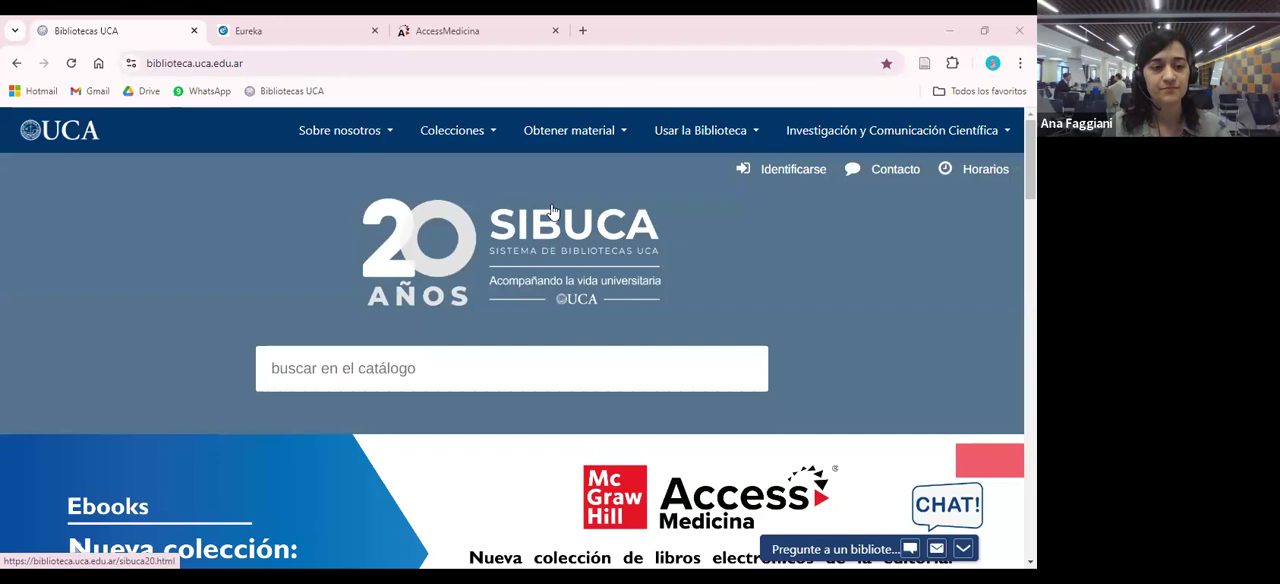 Bibliotecas UCA
Eureka
AccessMedicina
biblioteca.uca.edu.ar
Hotmail
Gmail
Drive
WhatsApp
Bibliotecas UCA
Todos los favoritos
UCA
Sobre nosotros
Colecciones
Obtener material
Usar la Biblioteca
Investigación y Comunicación Científica
Identificarse
Contacto
Horarios
20 AÑOS
SIBUCA
SISTEMA DE BIBLIOTECAS UCA
Acompañando la vida universitaria
UCA
buscar en el catálogo
Ebooks
Nueva colección:
Mc Graw Hill
Access Medicina
Nueva colección de libros electrónicos de la editorial
CHAT!
Pregunte a un bibliote...
https://biblioteca.uca.edu.ar/sibuca20.html
Ana Faggiani